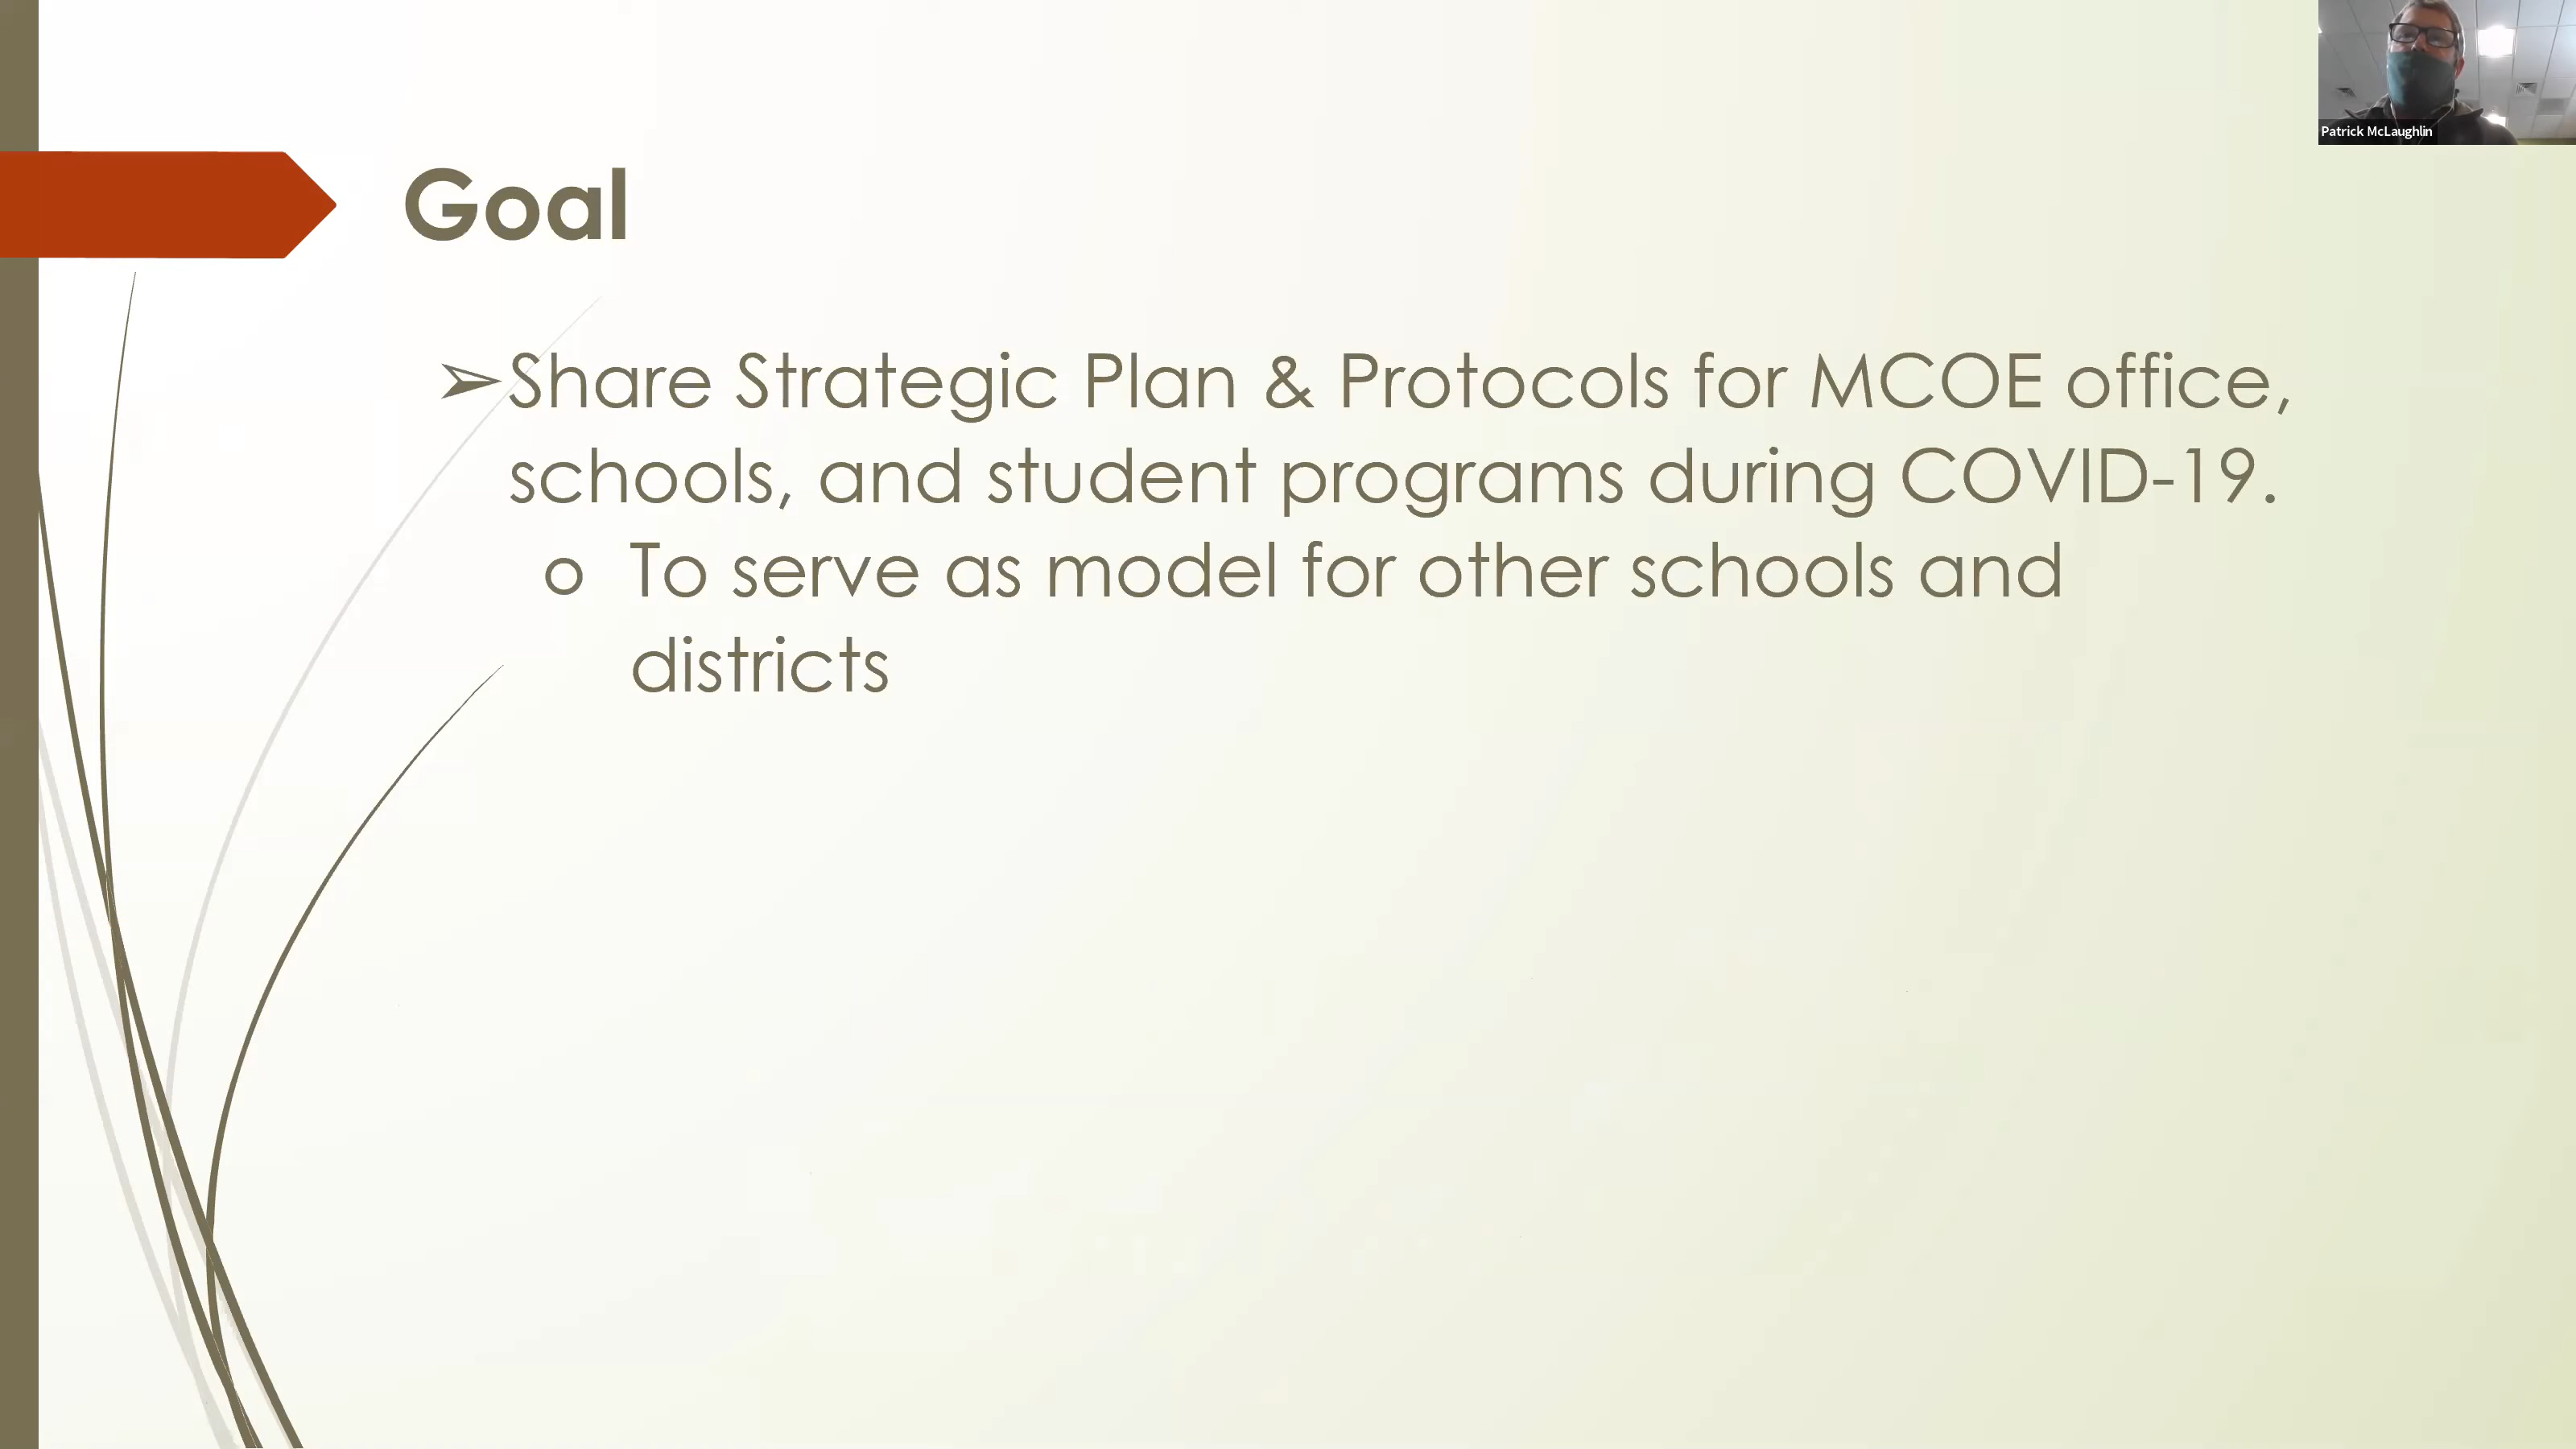 Patrick McLaughlin
Goal
➢Share Strategic Plan & Protocols for MCOE office,
schools, and student programs during COVID-19.
o To serve as model for other schools and
districts